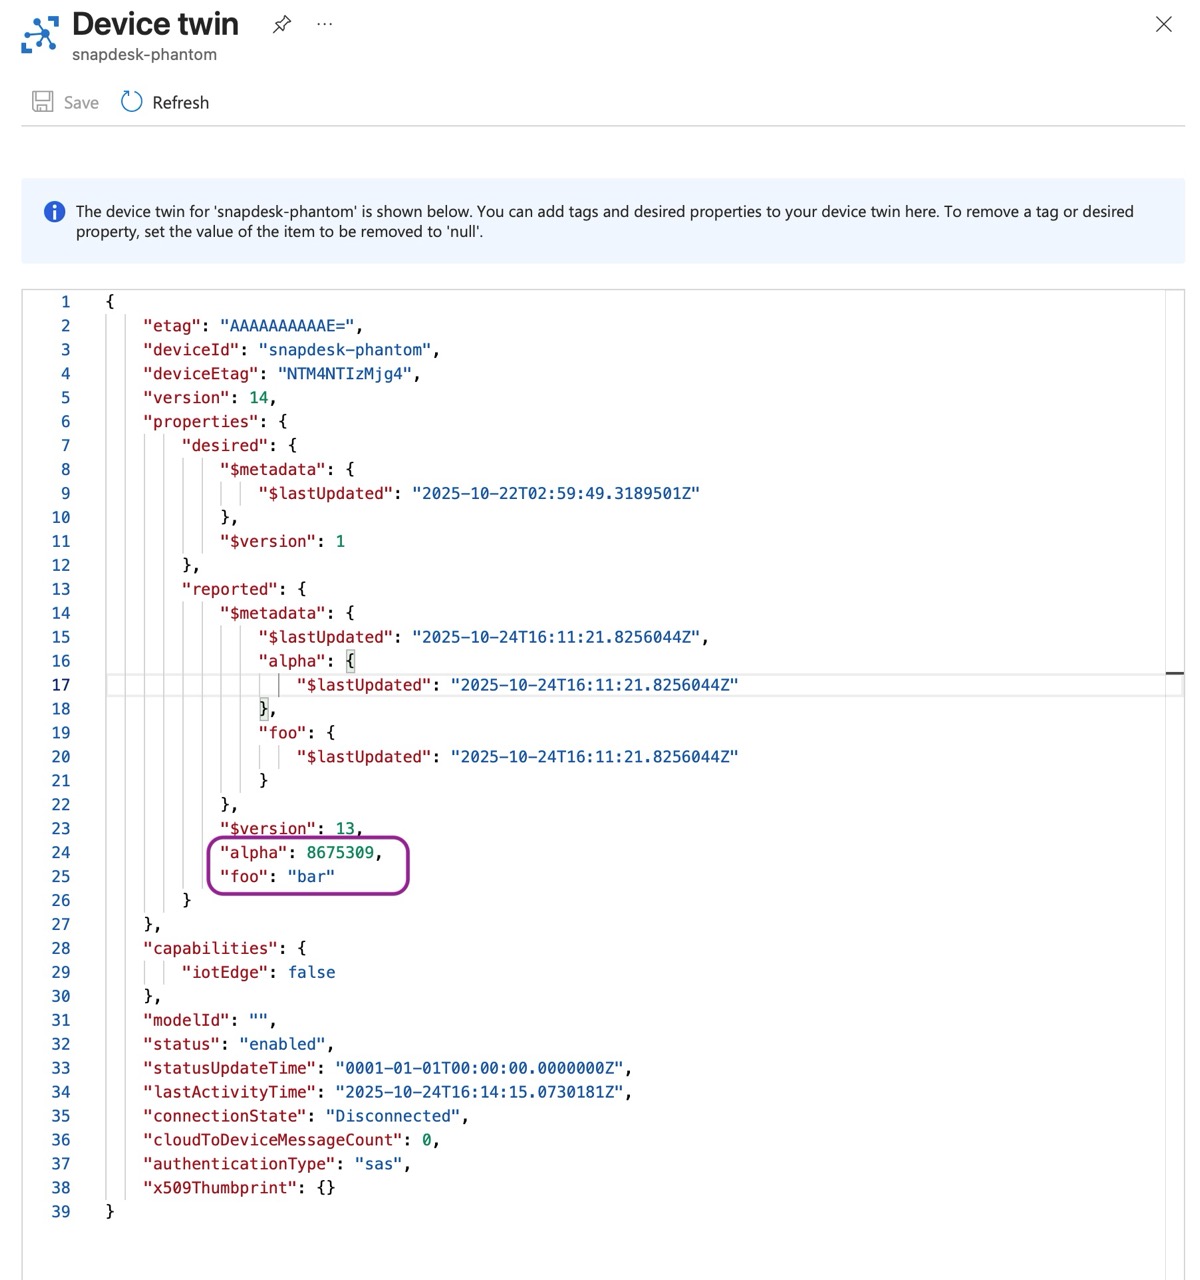 Device twin
snapdesk-phantom
Save Refresh
The device twin for 'snapdesk-phantom' is shown below. You can add tags and desired properties to your device twin here. To remove a tag or desired
property, set the value of the item to be removed to 'null'.
1 {
2 "etag": "AAAAAAAAAAE=",
3 "deviceId": "snapdesk-phantom",
4 "deviceEtag": "NTM4NTIzMjg4",
5 "version": 14,
6 "properties": {
7 "desired": {
8 "$metadata": {
9 "$lastUpdated": "2025-10-22T02:59:49.3189501Z"
10 },
11 "$version": 1
12 },
13 "reported": {
14 "$metadata": {
15 "$lastUpdated": "2025-10-24T16:11:21.8256044Z",
16 "alpha": {
17 "$lastUpdated": "2025-10-24T16:11:21.8256044Z"
18 },
19 "foo": {
20 "$lastUpdated": "2025-10-24T16:11:21.8256044Z"
21 }
22 },
23 "$version": 13,
24 "alpha": 8675309,
25 "foo": "bar"
26 }
27 },
28 "capabilities": {
29 "iotEdge": false
30 },
31 "modelId": "",
32 "status": "enabled",
33 "statusUpdateTime": "0001-01-01T00:00:00.0000000Z",
34 "lastActivityTime": "2025-10-24T16:14:15.0730181Z",
35 "connectionState": "Disconnected",
36 "cloudToDeviceMessageCount": 0,
37 "authenticationType": "sas",
38 "x509Thumbprint": {}
39 }